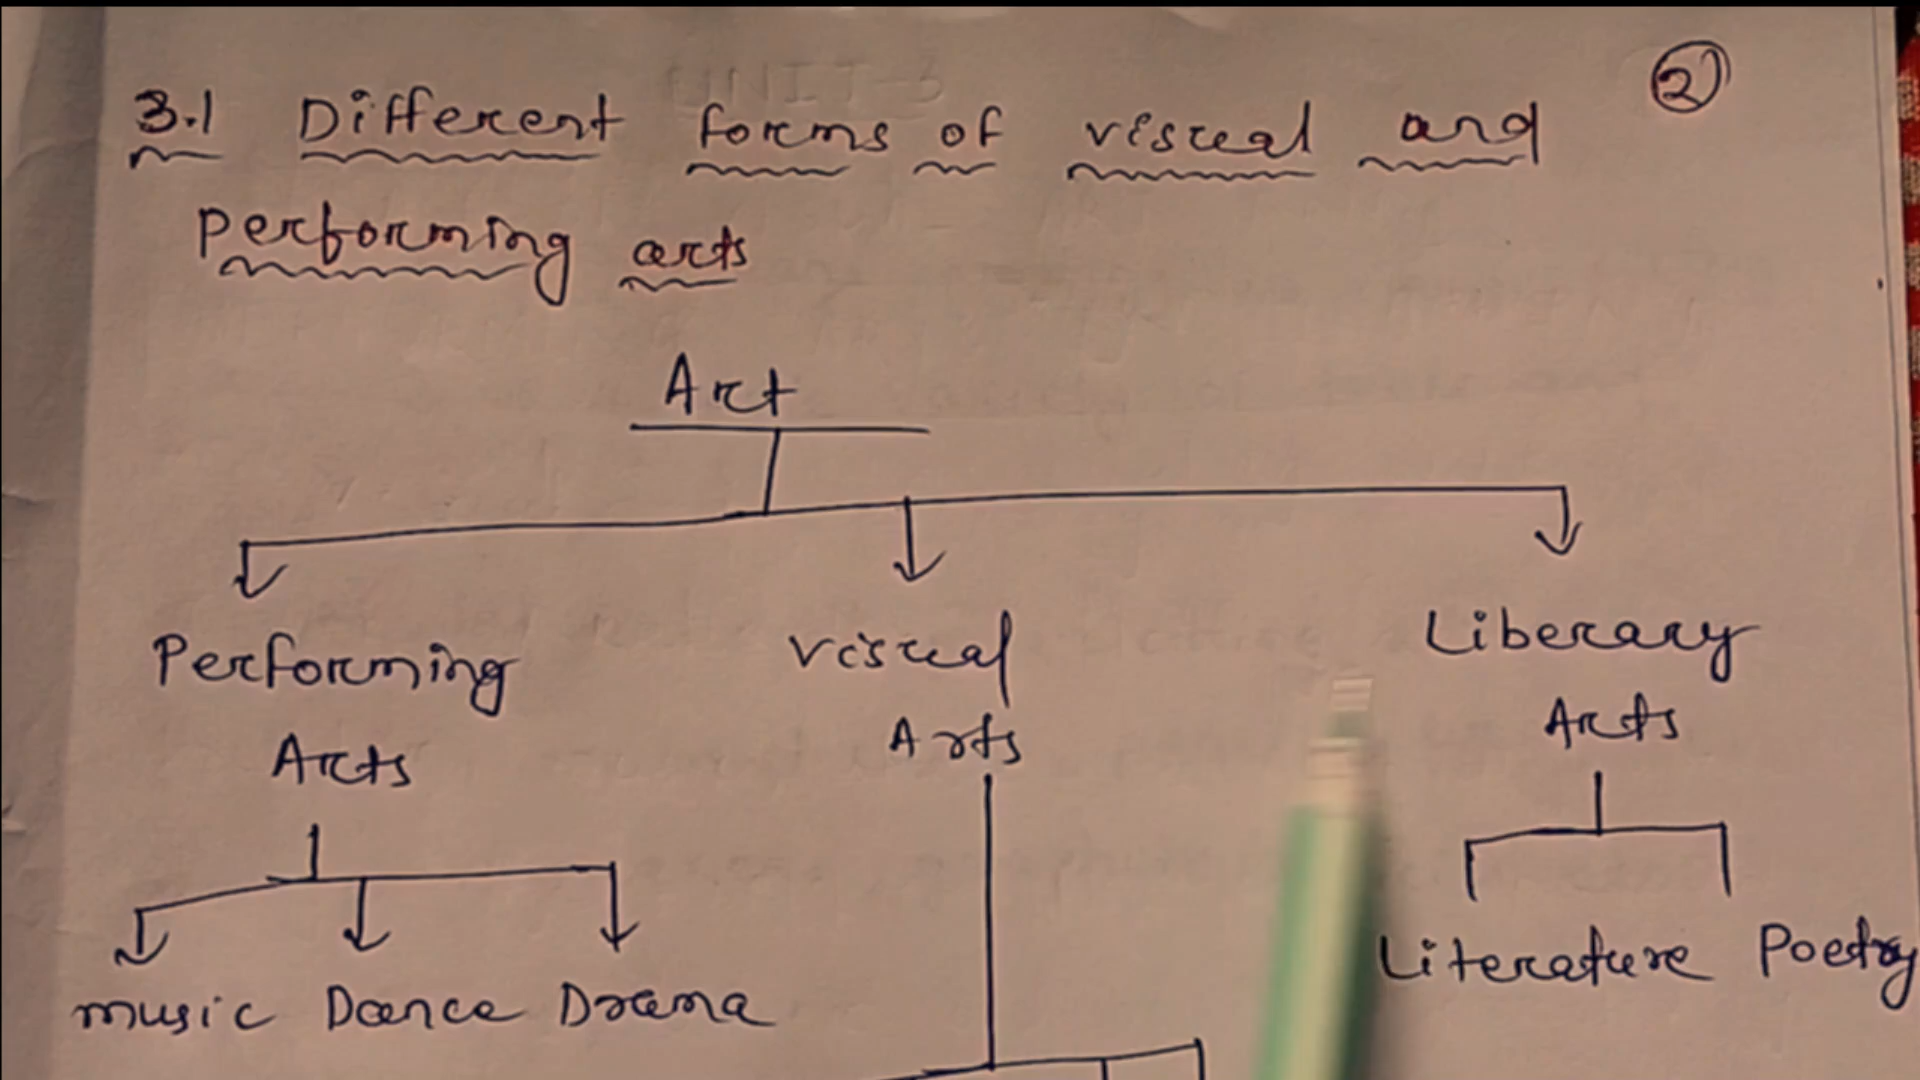 2
3.1 Different forms of visual and
Performing arts
Art
Performing Visual Liberary
Arts Arts Arts
Music Dance Drama Literature Poetry